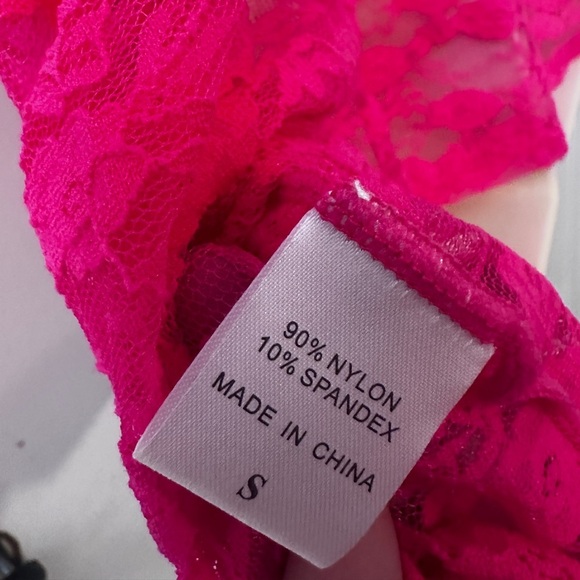 90% NYLON
10% SPANDEX
MADE IN CHINA
S